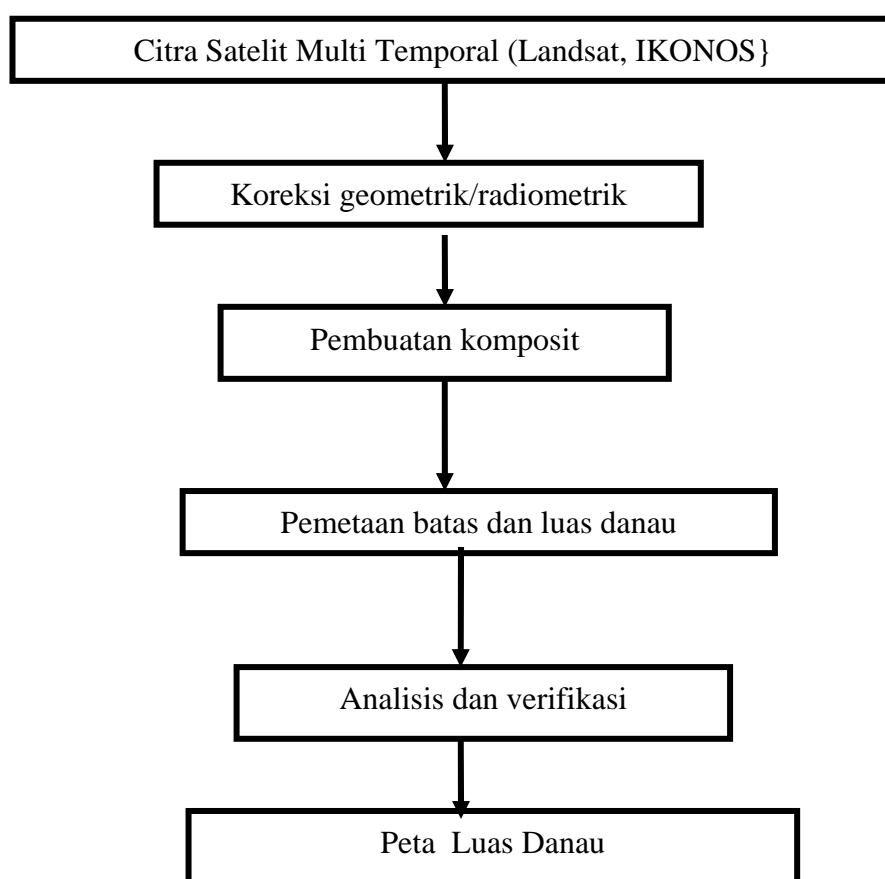 Citra Satelit Multi Temporal (Landsat, IKONOS}
Koreksi geometrik/radiometrik
Pembuatan komposit
Pemetaan batas dan luas danau
Analisis dan verifikasi
Peta  Luas Danau